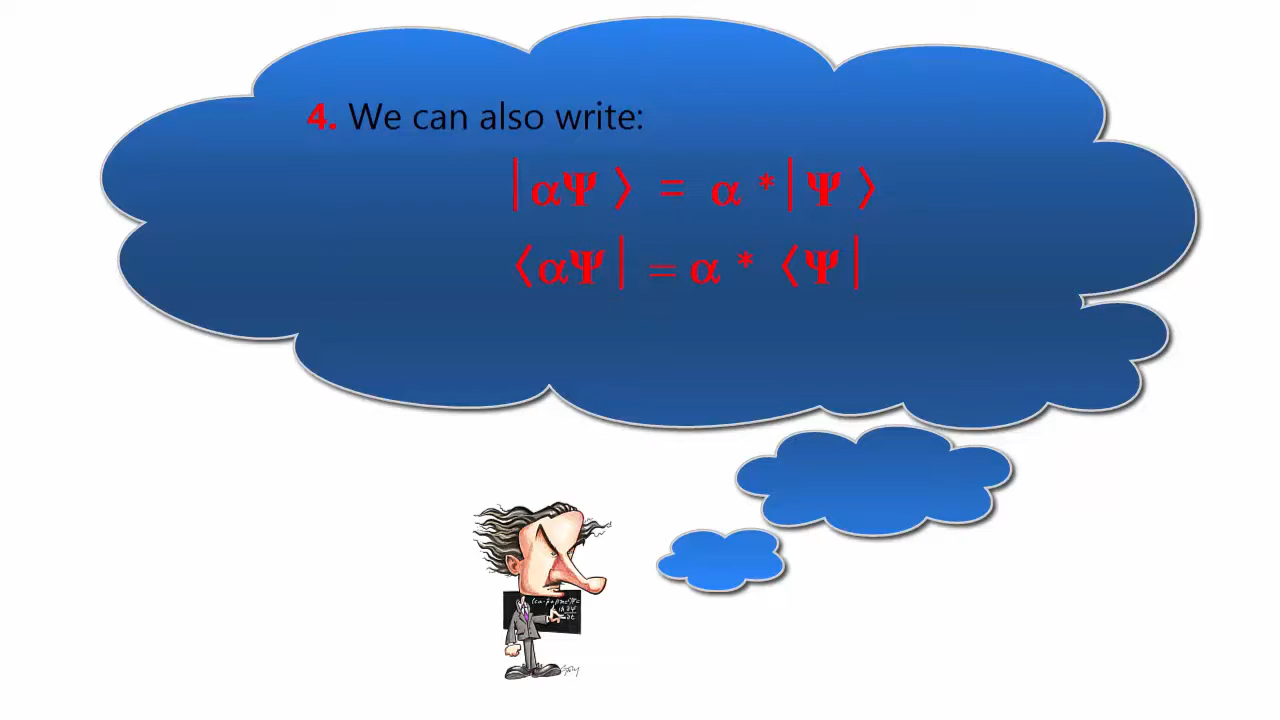 4. We can also write:
|αΨ 〉 = α *|Ψ 〉
〈αΨ| = α * 〈Ψ|